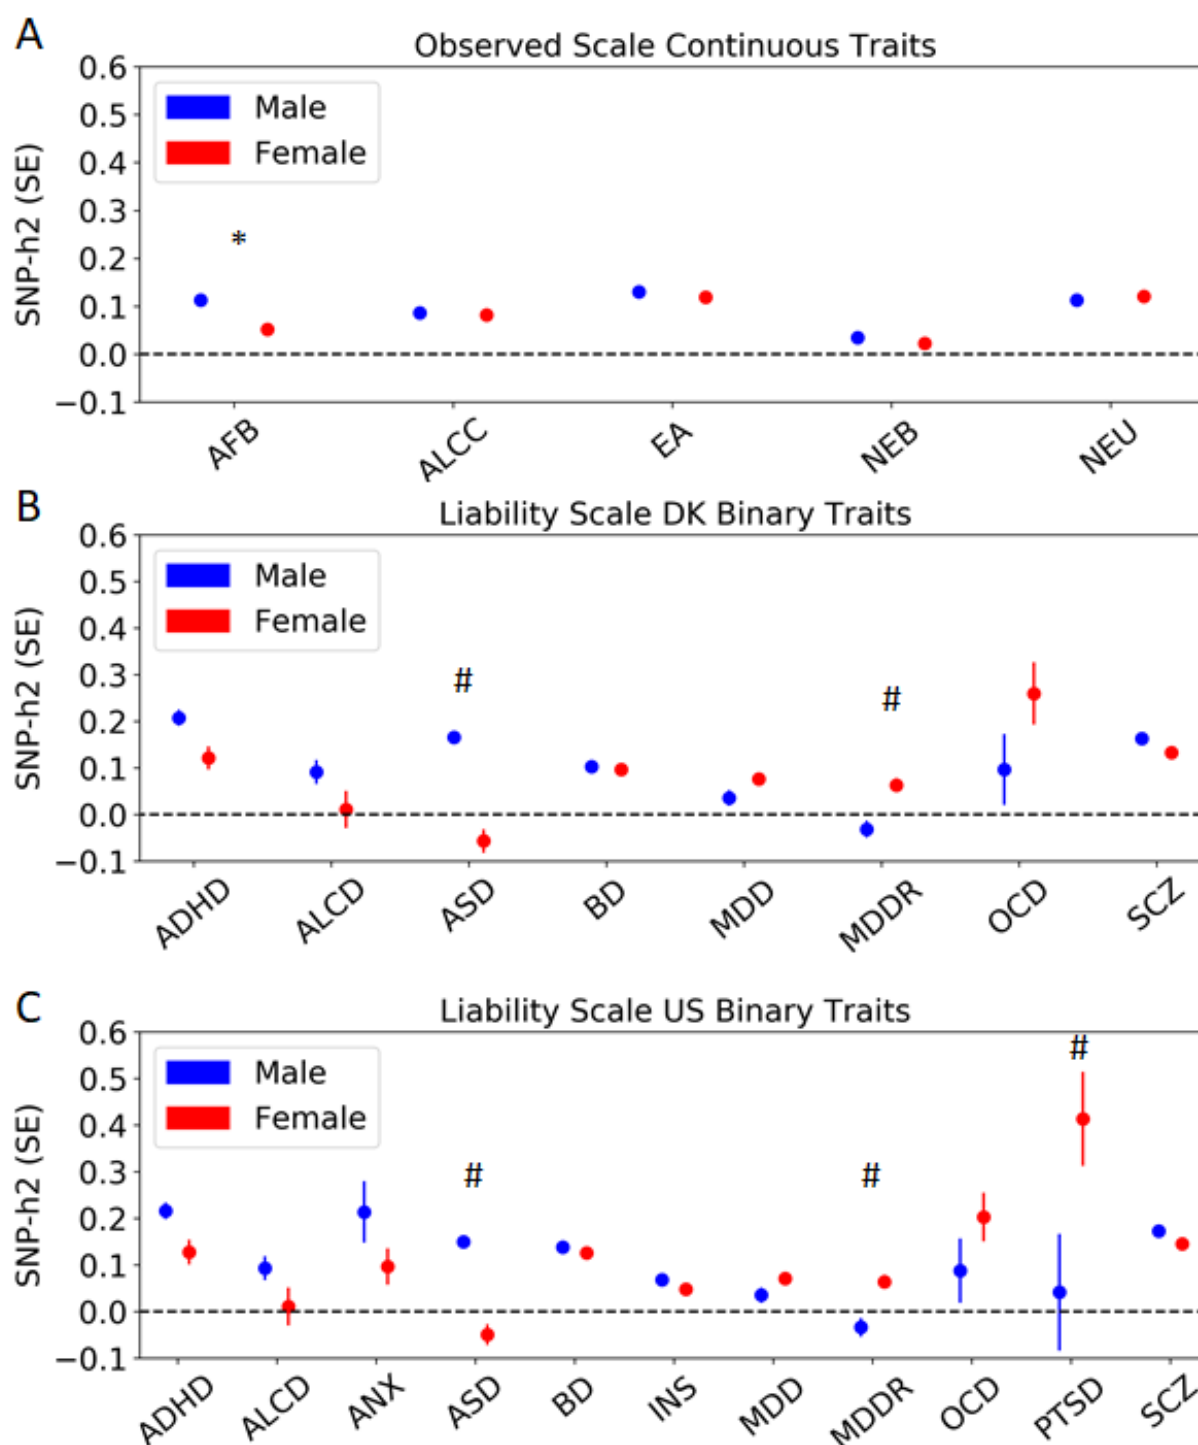 A
Observed Scale Continuous Traits
SNP-h2 (SE)
0.6
0.5
0.4
0.3
0.2
0.1
0.0
−0.1
Male
Female
*
AFB ALCC EA NEB NEU
B
Liability Scale DK Binary Traits
SNP-h2 (SE)
0.6
0.5
0.4
0.3
0.2
0.1
0.0
−0.1
Male
Female
# #
ADHD ALCD ASD BD MDD MDDR OCD SCZ
C
Liability Scale US Binary Traits
SNP-h2 (SE)
0.6
0.5
0.4
0.3
0.2
0.1
0.0
−0.1
Male
Female
#
# #
ADHD ALCD ANX ASD BD INS MDD MDDR OCD PTSD SCZ